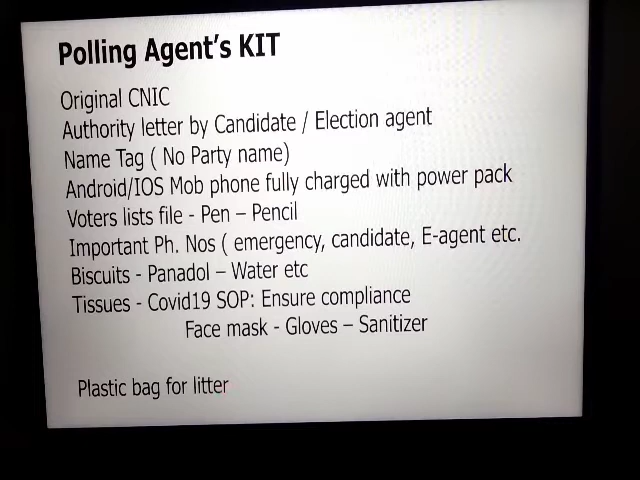 Polling Agent's KIT
Original CNIC
Authority letter by Candidate / Election agent
Name Tag ( No Party name)
Android/IOS Mob phone fully charged with power pack
Voters lists file - Pen – Pencil
Important Ph. Nos ( emergency, candidate, E-agent etc.
Biscuits - Panadol – Water etc
Tissues - Covid19 SOP: Ensure compliance
Face mask - Gloves – Sanitizer
Plastic bag for litter